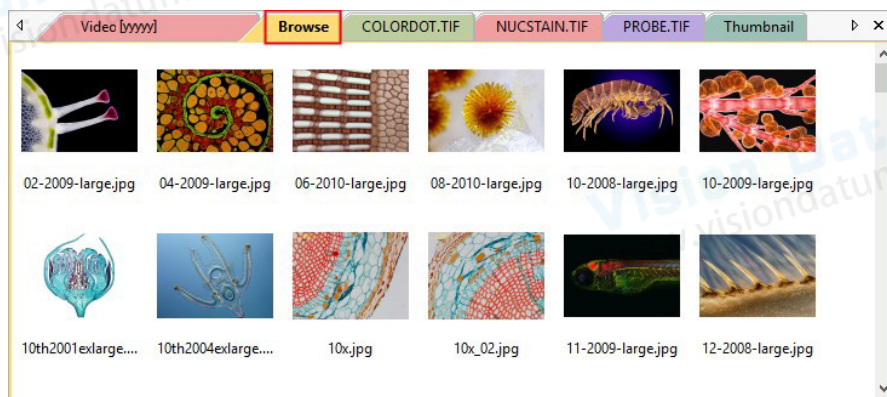 Video [yyyyy] Browse COLORDOT.TIF NUCSTAIN.TIF PROBE.TIF Thumbnail
02-2009-large.jpg 04-2009-large.jpg 06-2010-large.jpg 08-2010-large.jpg 10-2008-large.jpg 10-2009-large.jpg
10th2001exlarge.... 10th2004exlarge.... 10x.jpg 10x_02.jpg 11-2009-large.jpg 12-2008-large.jpg